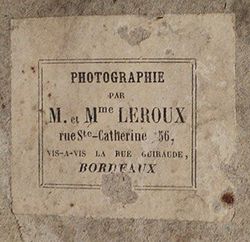 PHOTOGRAPHIE
PAR
M. et Mme LEROUX
rue Ste-Catherine 56,
VIS-A-VIS LA RUE GUIRAUDE,
BORDEAUX